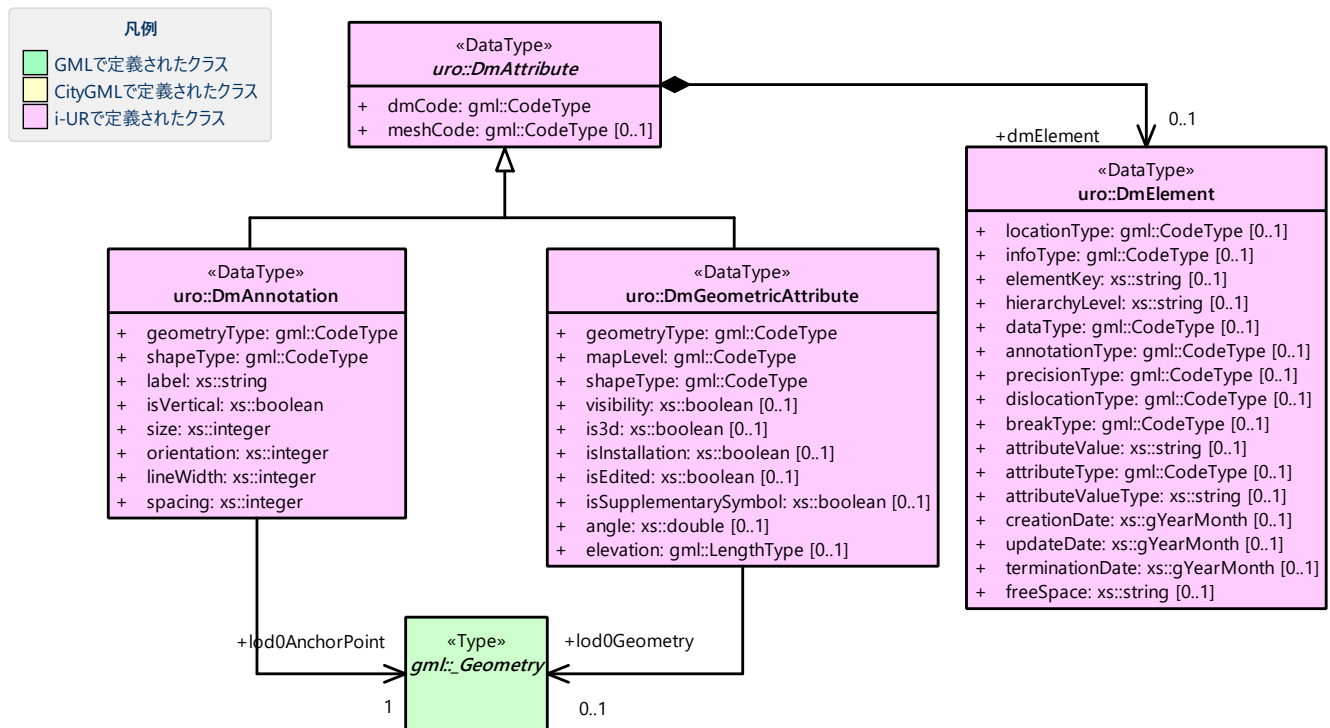 凡例
GMLで定義されたクラス
CityGMLで定義されたクラス
i-URで定義されたクラス
«DataType»
uro::DmAttribute
+ dmCode: gml::CodeType
+ meshCode: gml::CodeType [0..1]
0..1
+dmElement
«DataType»
uro::DmElement
+ locationType: gml::CodeType [0..1]
+ infoType: gml::CodeType [0..1]
+ elementKey: xs::string [0..1]
+ hierarchyLevel: xs::string [0..1]
+ dataType: gml::CodeType [0..1]
+ annotationType: gml::CodeType [0..1]
+ precisionType: gml::CodeType [0..1]
+ dislocationType: gml::CodeType [0..1]
+ breakType: gml::CodeType [0..1]
+ attributeValue: xs::string [0..1]
+ attributeType: gml::CodeType [0..1]
+ attributeValueType: xs::string [0..1]
+ creationDate: xs::gYearMonth [0..1]
+ updateDate: xs::gYearMonth [0..1]
+ terminationDate: xs::gYearMonth [0..1]
+ freeSpace: xs::string [0..1]
«DataType»
uro::DmAnnotation
+ geometryType: gml::CodeType
+ shapeType: gml::CodeType
+ label: xs::string
+ isVertical: xs::boolean
+ size: xs::integer
+ orientation: xs::integer
+ lineWidth: xs::integer
+ spacing: xs::integer
«DataType»
uro::DmGeometricAttribute
+ geometryType: gml::CodeType
+ mapLevel: gml::CodeType
+ shapeType: gml::CodeType
+ visibility: xs::boolean [0..1]
+ is3d: xs::boolean [0..1]
+ isInstallation: xs::boolean [0..1]
+ isEdited: xs::boolean [0..1]
+ isSupplementarySymbol: xs::boolean [0..1]
+ angle: xs::double [0..1]
+ elevation: gml::LengthType [0..1]
+lod0AnchorPoint
1
«Type»
gml::_Geometry
+lod0Geometry
0..1